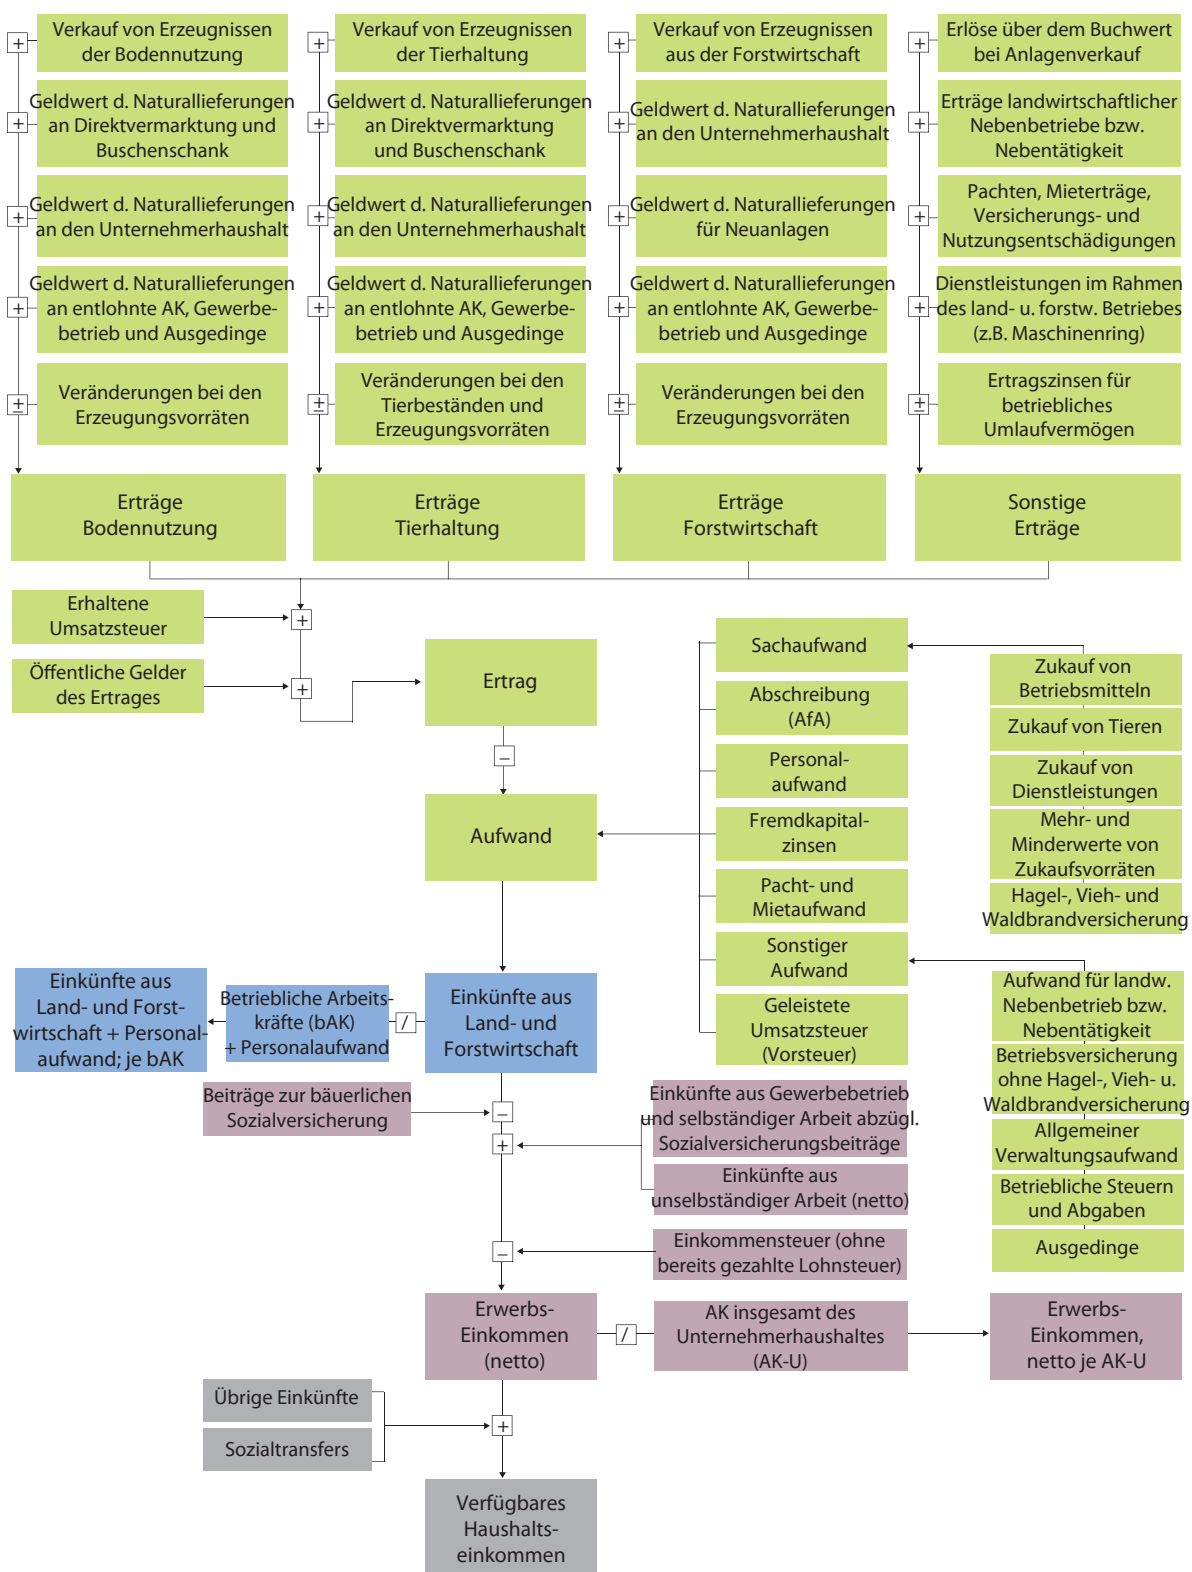 +
Verkauf von Erzeugnissen
der Bodennutzung
+
Geldwert d. Naturallieferungen
an Direktvermarktung und
Buschenschank
+
Geldwert d. Naturallieferungen
an den Unternehmerhaushalt
+
Geldwert d. Naturallieferungen
an entlohnte AK, Gewerbe-
betrieb und Ausgedinge
±
Veränderungen bei den
Erzeugungsvorräten
Erträge
Bodennutzung
+
Verkauf von Erzeugnissen
der Tierhaltung
+
Geldwert d. Naturallieferungen
an Direktvermarktung
und Buschenschank
+
Geldwert d. Naturallieferungen
an den Unternehmerhaushalt
+
Geldwert d. Naturallieferungen
an entlohnte AK, Gewerbe-
betrieb und Ausgedinge
±
Veränderungen bei den
Tierbeständen und
Erzeugungsvorräten
Erträge
Tierhaltung
+
Verkauf von Erzeugnissen
aus der Forstwirtschaft
+
Geldwert d. Naturallieferungen
an den Unternehmerhaushalt
+
Geldwert d. Naturallieferungen
für Neuanlagen
+
Geldwert d. Naturallieferungen
an entlohnte AK, Gewerbe-
betrieb und Ausgedinge
±
Veränderungen bei den
Erzeugungsvorräten
Erträge
Forstwirtschaft
+
Erlöse über dem Buchwert
bei Anlagenverkauf
+
Erträge landwirtschaftlicher
Nebenbetriebe bzw.
Nebentätigkeit
+
Pachten, Mieterträge,
Versicherungs- und
Nutzungsentschädigungen
+
Dienstleistungen im Rahmen
des land- u. forstw. Betriebes
(z.B. Maschinenring)
±
Ertragszinsen für
betriebliches
Umlaufvermögen
Sonstige
Erträge
Erhaltene
Umsatzsteuer
+
Öffentliche Gelder
des Ertrages
+
Ertrag
–
Aufwand
Sachaufwand
Abschreibung
(AfA)
Personal-
aufwand
Fremdkapital-
zinsen
Pacht- und
Mietaufwand
Sonstiger
Aufwand
Geleistete
Umsatzsteuer
(Vorsteuer)
Zukauf von
Betriebsmitteln
Zukauf von Tieren
Zukauf von
Dienstleistungen
Mehr- und
Minderwerte von
Zukaufsvorräten
Hagel-, Vieh- und
Waldbrandversicherung
Aufwand für landw.
Nebenbetrieb bzw.
Nebentätigkeit
Betriebsversicherung
ohne Hagel-, Vieh- u.
Waldbrandversicherung
Allgemeiner
Verwaltungsaufwand
Betriebliche Steuern
und Abgaben
Ausgedinge
Einkünfte aus
Land- und Forst-
wirtschaft + Personal-
aufwand; je bAK
Betriebliche Arbeits-
kräfte (bAK)
+ Personalaufwand
/
Einkünfte aus
Land- und
Forstwirtschaft
Beiträge zur bäuerlichen
Sozialversicherung
–
+
Einkünfte aus Gewerbebetrieb
und selbständiger Arbeit abzügl.
Sozialversicherungsbeiträge
Einkünfte aus
unselbständiger Arbeit (netto)
–
Einkommensteuer (ohne
bereits gezahlte Lohnsteuer)
Erwerbs-
Einkommen
(netto)
/
AK insgesamt des
Unternehmerhaushaltes
(AK-U)
Erwerbs-
Einkommen,
netto je AK-U
Übrige Einkünfte
Sozialtransfers
+
Verfügbares
Haushalts-
einkommen